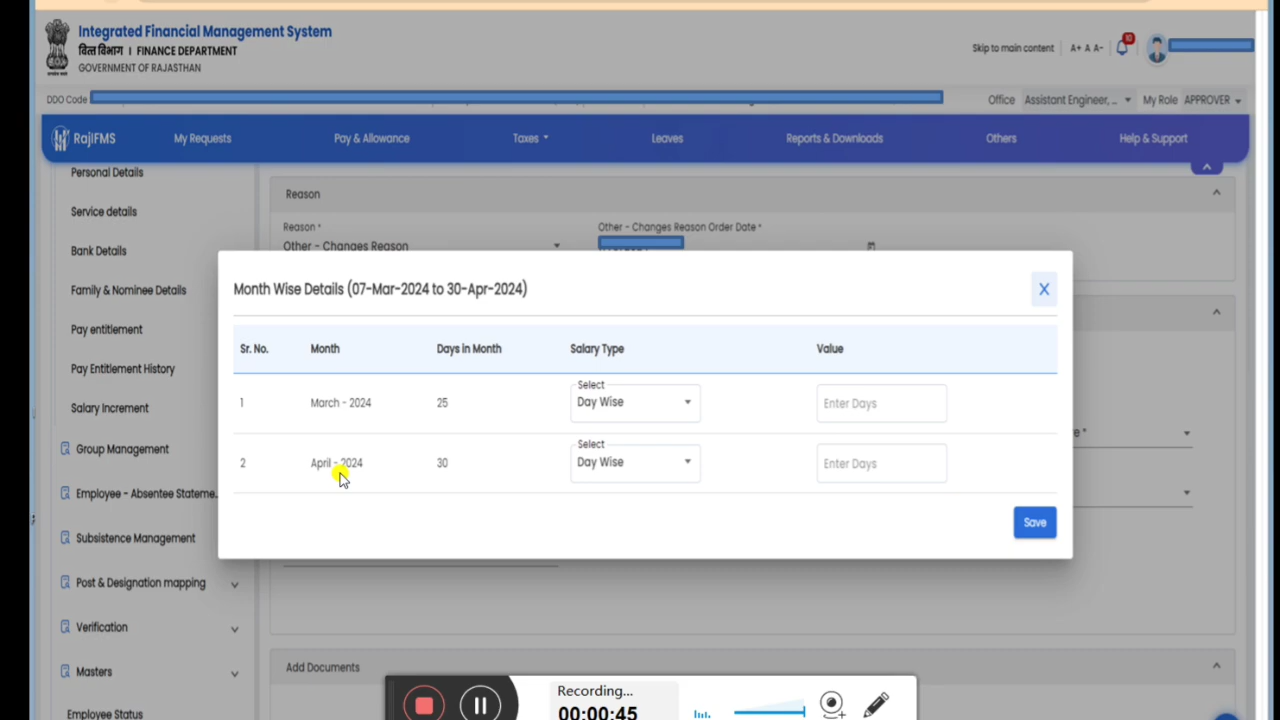 Integrated Financial Management System
वित्त विभाग I FINANCE DEPARTMENT
GOVERNMENT OF RAJASTHAN
Skip to main content A+ A A-
10
DDO Code
Office Assistant Engineer, ... My Role APPROVER
RajIFMS My Requests Pay & Allowance Taxes Leaves Reports & Downloads Others Help & Support
Personal Details
Service details
Bank Details
Family & Nominee Details
Pay entitlement
Pay Entitlement History
Salary Increment
Group Management
Employee - Absentee Stateme..
Subsistence Management
Post & Designation mapping
Verification
Masters
Employee Status
Reason
Reason * Other - Changes Reason Order Date *
Other - Changes Reason
Month Wise Details (07-Mar-2024 to 30-Apr-2024) X
Sr. No. Month Days in Month Salary Type Value
Select
1 March - 2024 25 Day Wise Enter Days
Select
2 April - 2024 30 Day Wise Enter Days
Save
Add Documents
Recording...
00:00:45